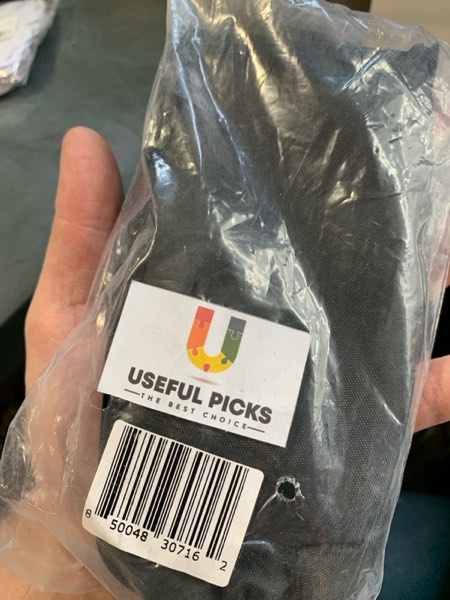 USEFUL PICKS
THE BEST CHOICE
8 50048 30716 2